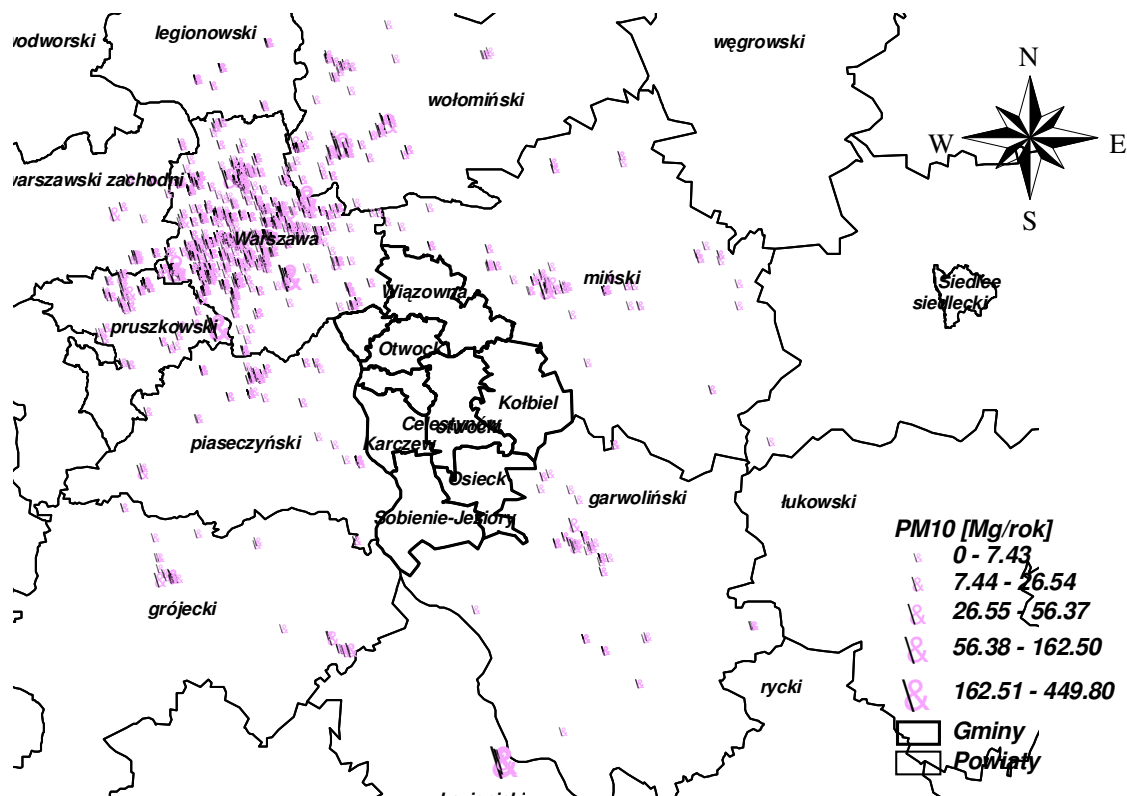 wodworski
legionowski
węgrowski
wołomiński
N
W
E
S
warszawski zachodni
Warszawa
miński
Wiązowna
Siedlce
siedlecki
pruszkowski
Otwock
Kołbiel
Celestynów
otwocki
Karczew
piaseczyński
Osieck
garwoliński
łukowski
Sobienie-Jeziory
grójecki
rycki
PM10 [Mg/rok]
0 - 7.43
7.44 - 26.54
26.55 - 56.37
56.38 - 162.50
162.51 - 449.80
Gminy
Powiaty